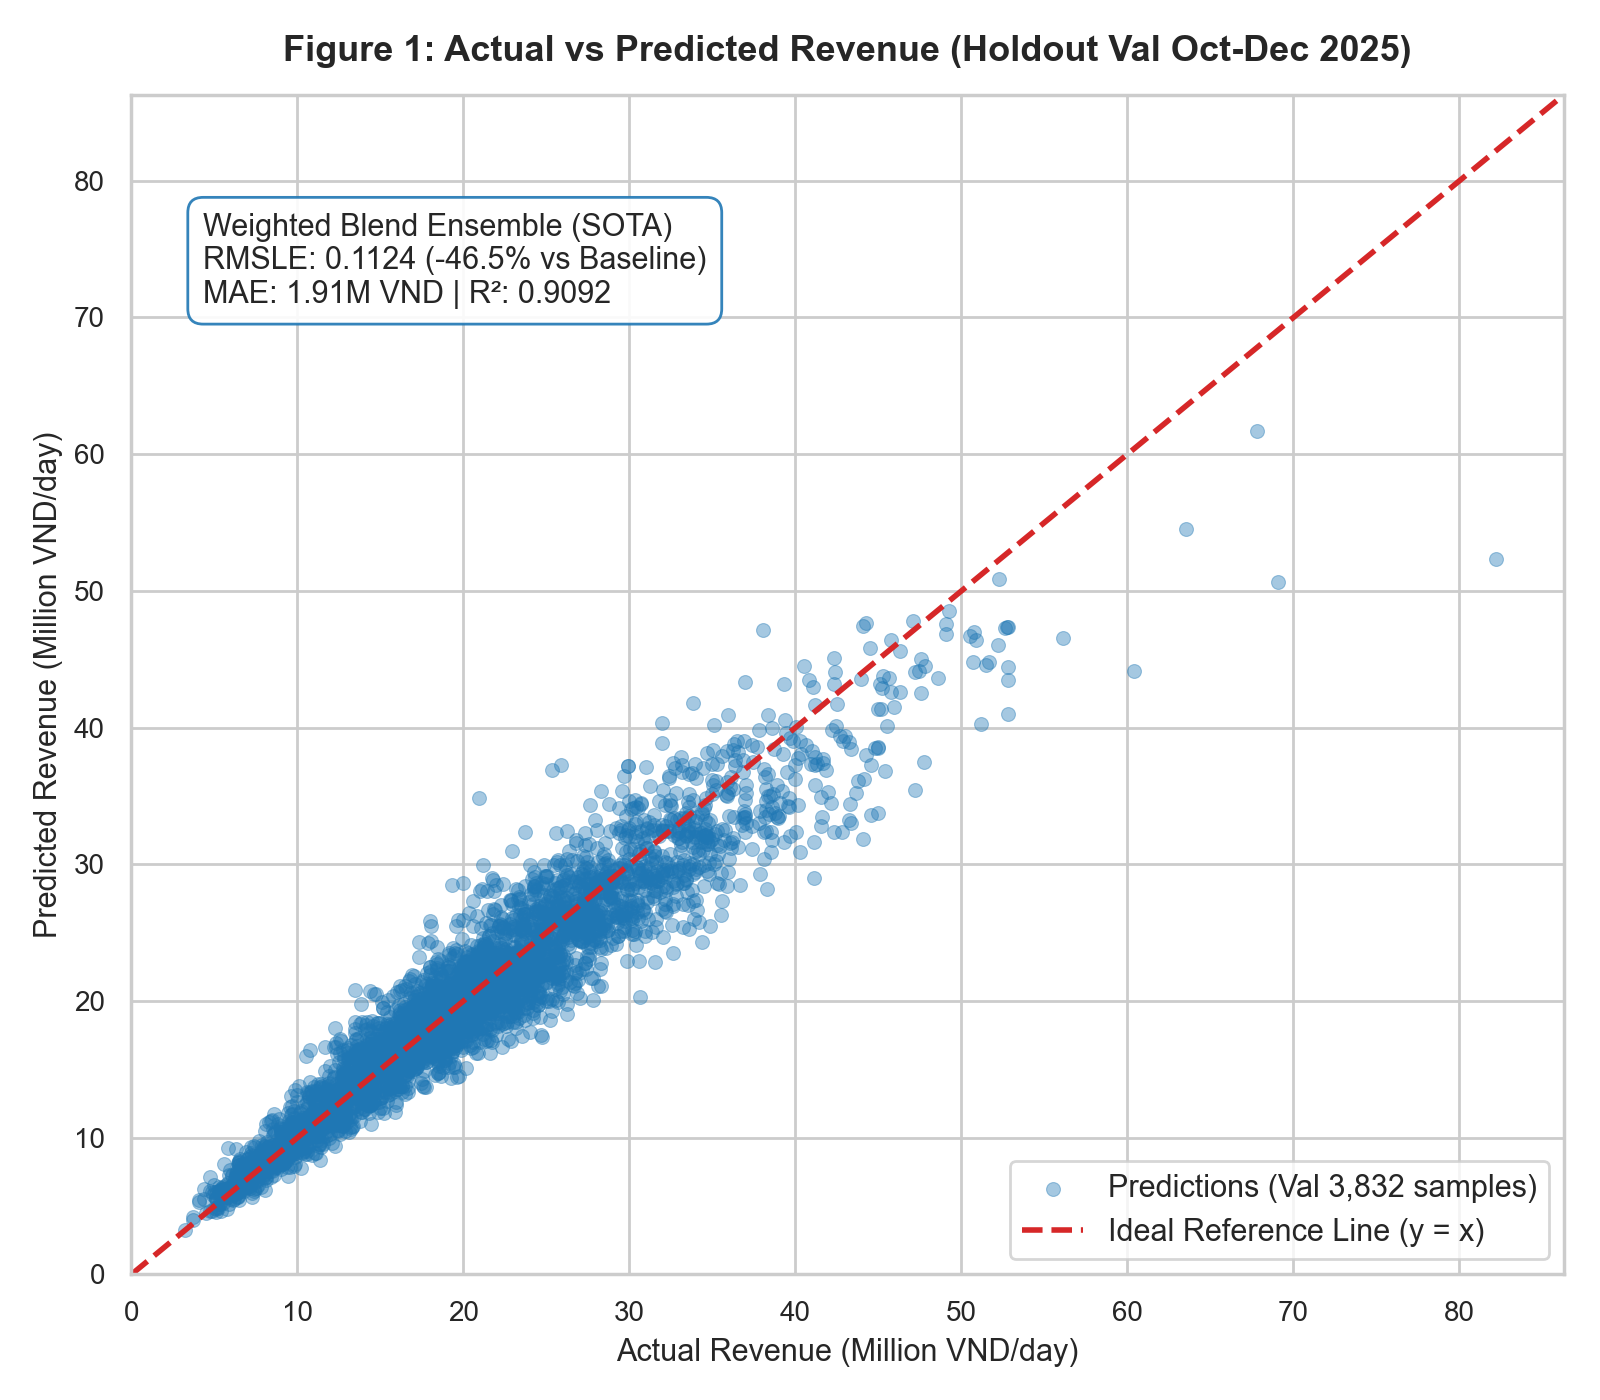 Figure 1: Actual vs Predicted Revenue (Holdout Val Oct-Dec 2025)
Weighted Blend Ensemble (SOTA)
RMSLE: 0.1124 (-46.5% vs Baseline)
MAE: 1.91M VND | R²: 0.9092
Predicted Revenue (Million VND/day)
80
70
60
50
40
30
20
10
0
Predictions (Val 3,832 samples)
Ideal Reference Line (y = x)
0 10 20 30 40 50 60 70 80
Actual Revenue (Million VND/day)